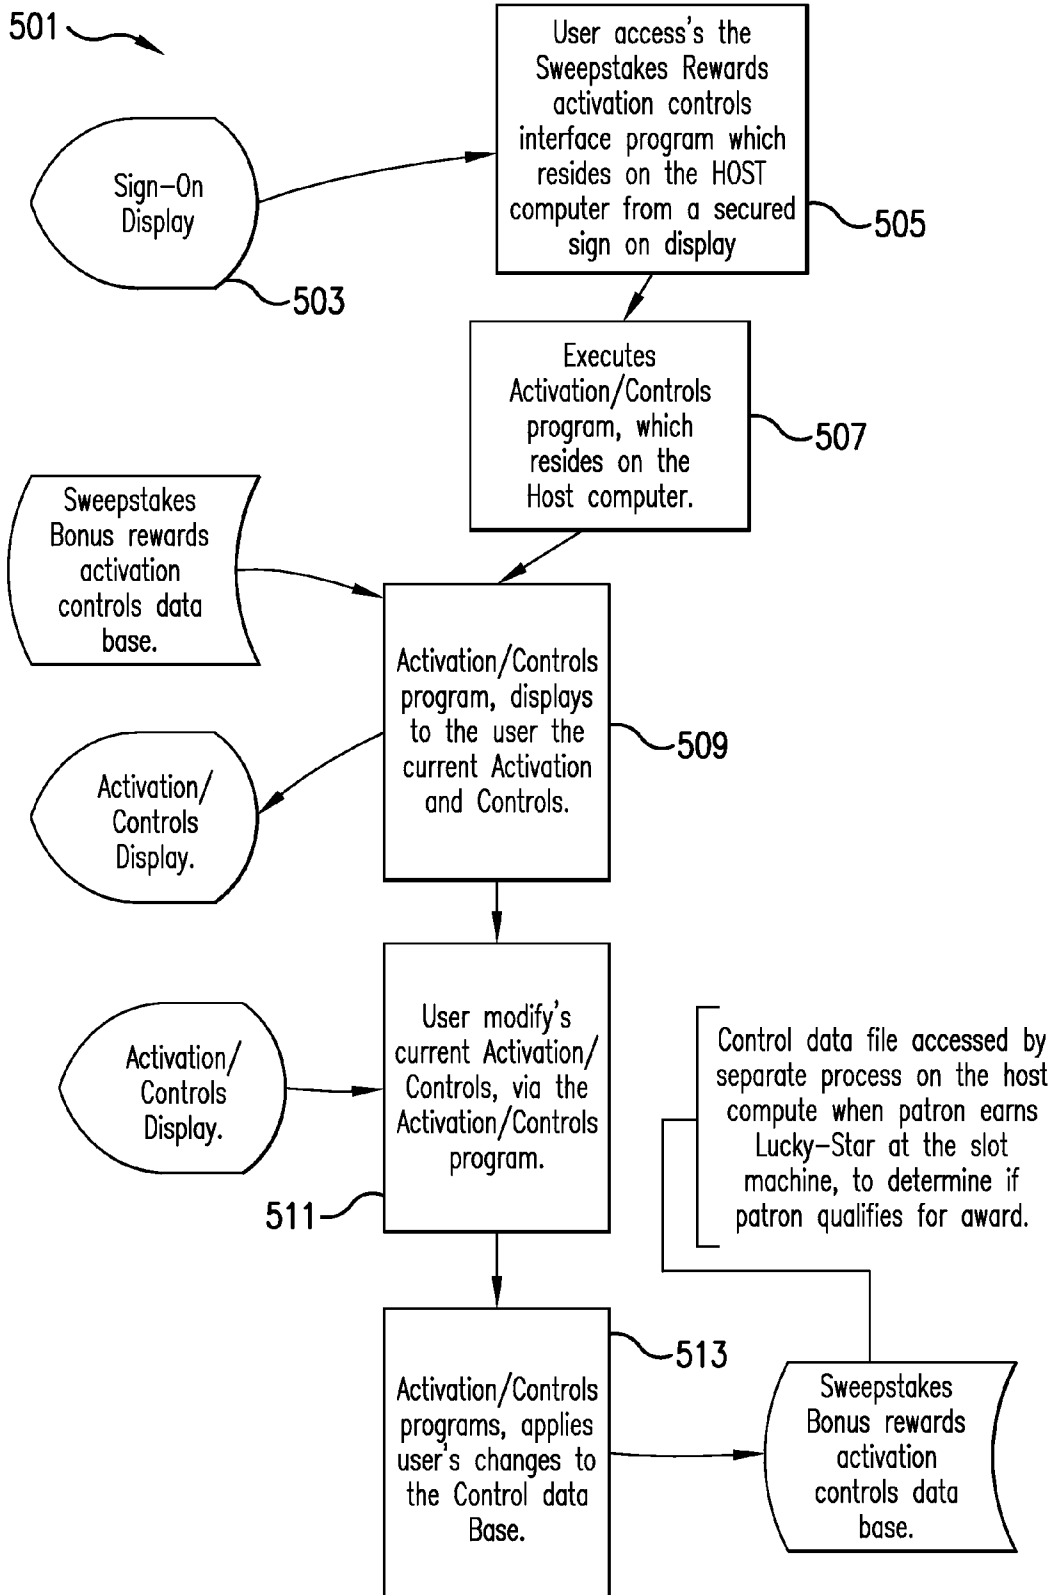 501
User access's the
Sweepstakes Rewards
activation controls
interface program which
resides on the HOST
computer from a secured
sign on display
505
Sign-On
Display
503
Executes
Activation/Controls
program, which
resides on the
Host computer.
507
Sweepstakes
Bonus rewards
activation
controls data
base.
Activation/Controls
program, displays
to the user the
current Activation
and Controls.
509
Activation/
Controls
Display.
Activation/
Controls
Display.
User modify's
current Activation/
Controls, via the
Activation/Controls
program.
511
Control data file accessed by
separate process on the host
compute when patron earns
Lucky-Star at the slot
machine, to determine if
patron qualifies for award.
Activation/Controls
programs, applies
user's changes to
the Control data
Base.
513
Sweepstakes
Bonus rewards
activation
controls data
base.